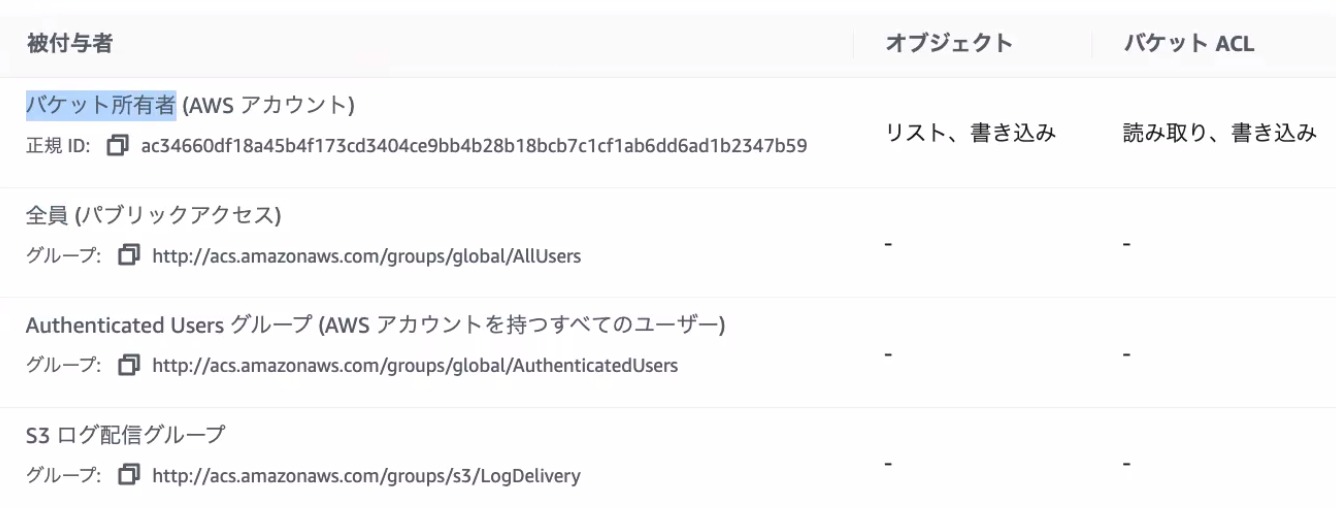 被付与者 オブジェクト バケット ACL
バケット所有者 (AWS アカウント)
正規 ID: ac34660df18a45b4f173cd3404ce9bb4b28b18bcb7c1cf1ab6dd6ad1b2347b59
リスト、書き込み 読み取り、書き込み
全員 (パブリックアクセス)
グループ: http://acs.amazonaws.com/groups/global/AllUsers
- -
Authenticated Users グループ (AWS アカウントを持つすべてのユーザー)
グループ: http://acs.amazonaws.com/groups/global/AuthenticatedUsers
- -
S3 ログ配信グループ
グループ: http://acs.amazonaws.com/groups/s3/LogDelivery
- -